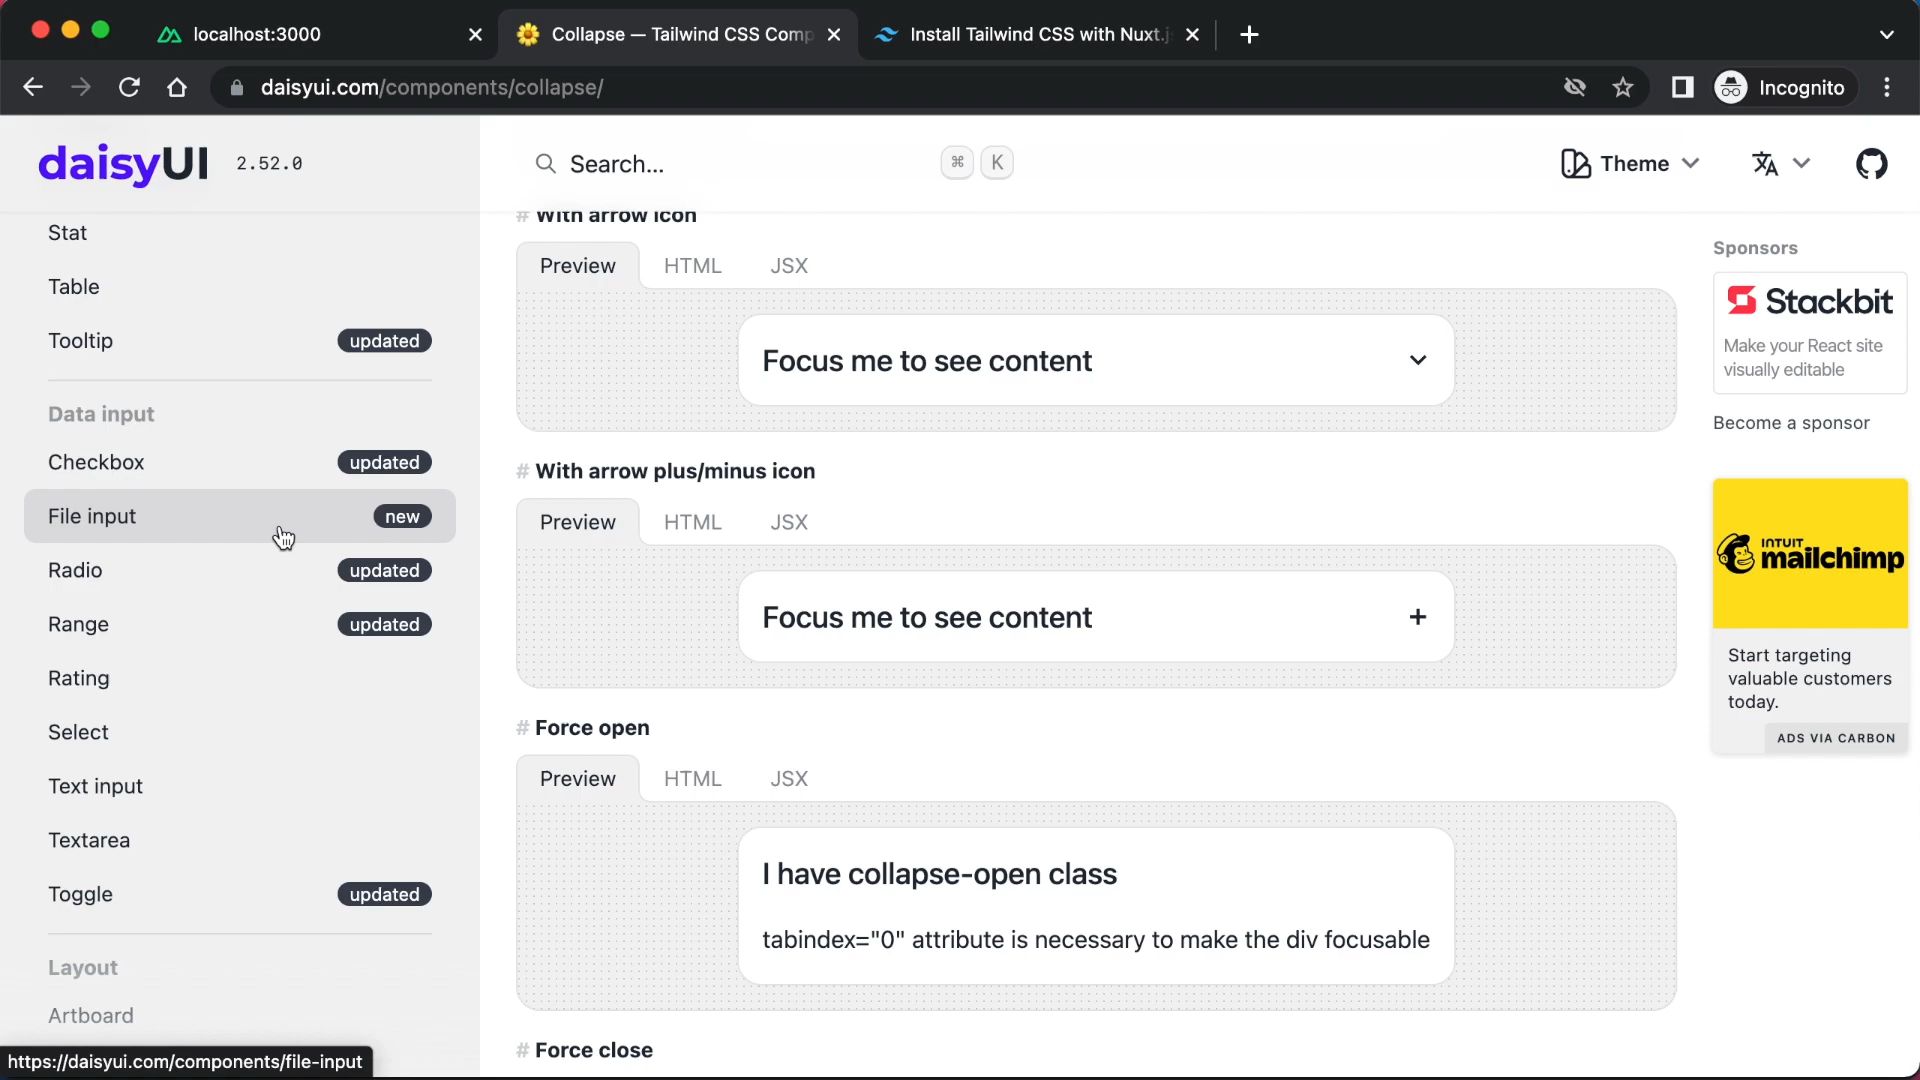 localhost:3000
Collapse — Tailwind CSS Comp
Install Tailwind CSS with Nuxt.j
daisyui.com/components/collapse/
Incognito
daisyUI 2.52.0
Search...
⌘ K
Theme
Stat
Table
Tooltip updated
Data input
Checkbox updated
File input new
Radio updated
Range updated
Rating
Select
Text input
Textarea
Toggle updated
Layout
Artboard
https://daisyui.com/components/file-input
# With arrow icon
Preview HTML JSX
Focus me to see content
# With arrow plus/minus icon
Preview HTML JSX
Focus me to see content +
# Force open
Preview HTML JSX
I have collapse-open class
tabindex="0" attribute is necessary to make the div focusable
# Force close
Sponsors
Stackbit
Make your React site
visually editable
Become a sponsor
INTUIT
mailchimp
Start targeting
valuable customers
today.
ADS VIA CARBON